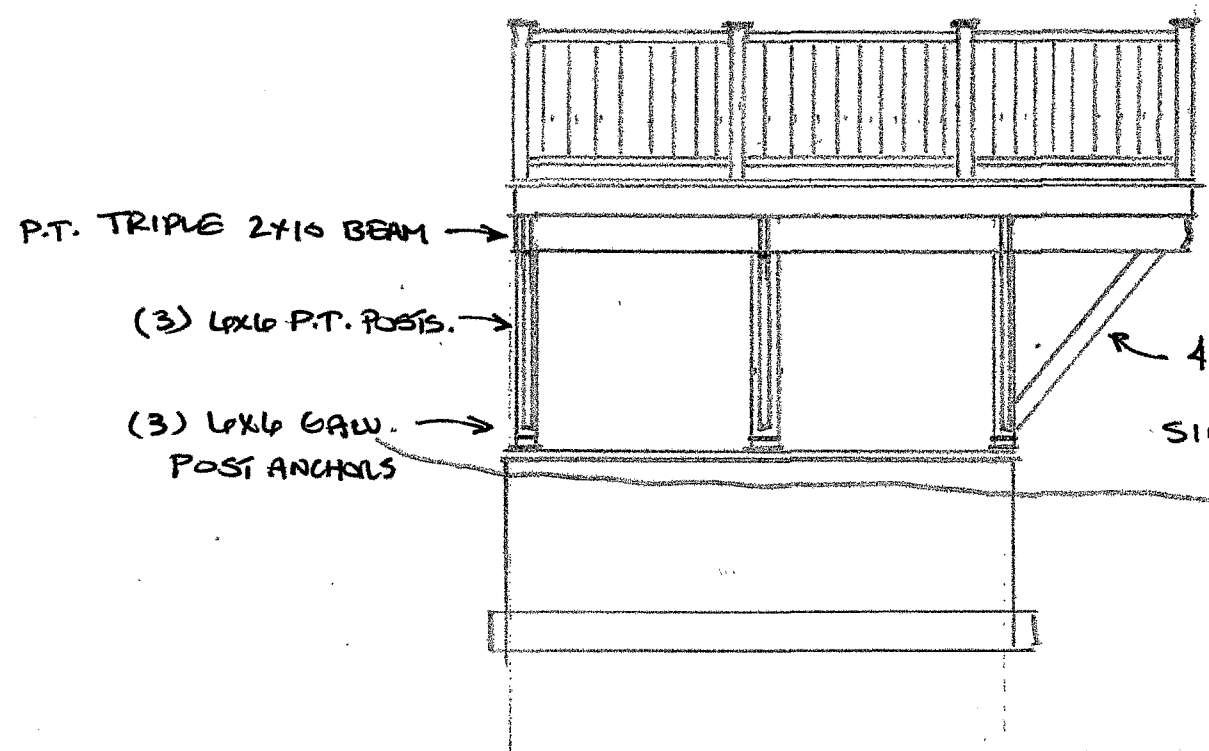 P.T. TRIPLE 2X10 BEAM
(3) 6X6 P.T. POSTS.
4
(3) 6X6 GALV.
POST ANCHORS